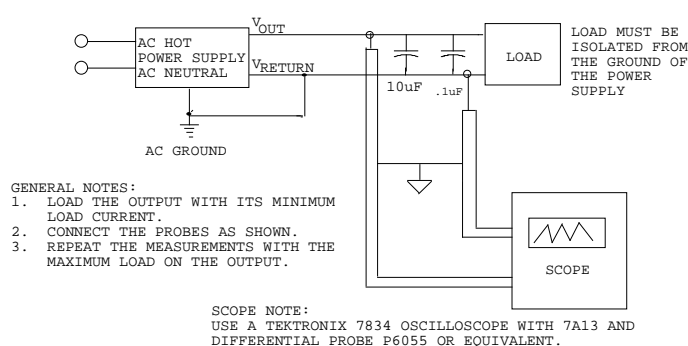 V OUT
AC HOT
POWER SUPPLY
AC NEUTRAL
V RETURN
10uF
.1uF
LOAD
LOAD MUST BE
ISOLATED FROM
THE GROUND OF
THE POWER
SUPPLY
AC GROUND
GENERAL NOTES:
1. LOAD THE OUTPUT WITH ITS MINIMUM
LOAD CURRENT.
2. CONNECT THE PROBES AS SHOWN.
3. REPEAT THE MEASUREMENTS WITH THE
MAXIMUM LOAD ON THE OUTPUT.
SCOPE
SCOPE NOTE:
USE A TEKTRONIX 7834 OSCILLOSCOPE WITH 7A13 AND
DIFFERENTIAL PROBE P6055 OR EQUIVALENT.